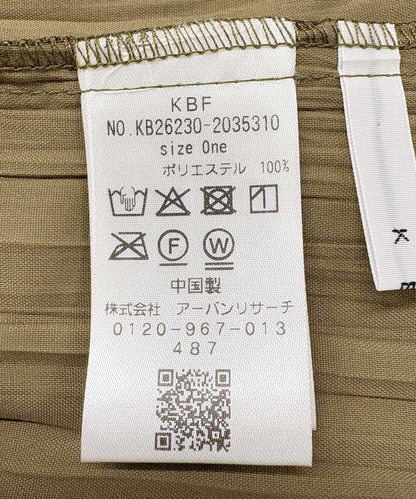 KBF
NO.KB26230-2035310
size One
ポリエステル 100%
中国製
株式会社 アーバンリサーチ
0120-967-013
487